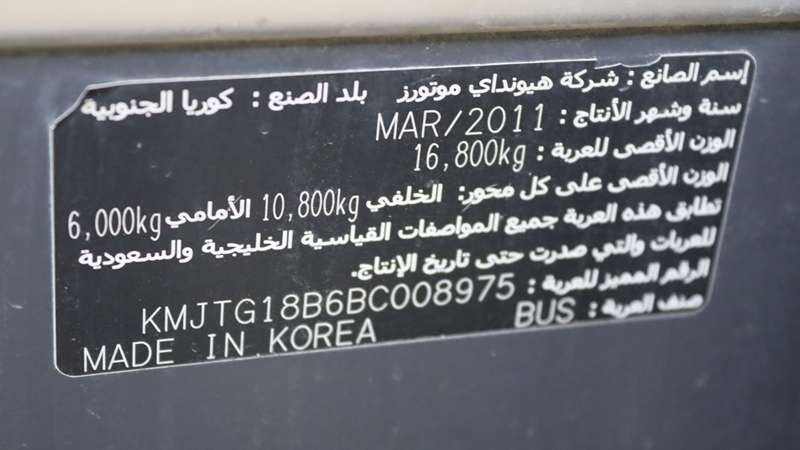 إسم الصانع : شركة هيونداي موتورز بلد الصنع : كوريا الجنوبية
سنة وشهر الأنتاج : MAR/2011
الوزن الأقصى للعربة : 16,800kg
الوزن الأقصى على كل محور: الخلفي 10,800kg الأمامي 6,000kg
تطابق هذه العربة جميع المواصفات القياسية الخليجية والسعودية
للعربات والتي صدرت حتى تاريخ الإنتاج.
الرقم المميز للعربة : KMJTG18B6BC008975
صنف العربة : BUS
MADE IN KOREA